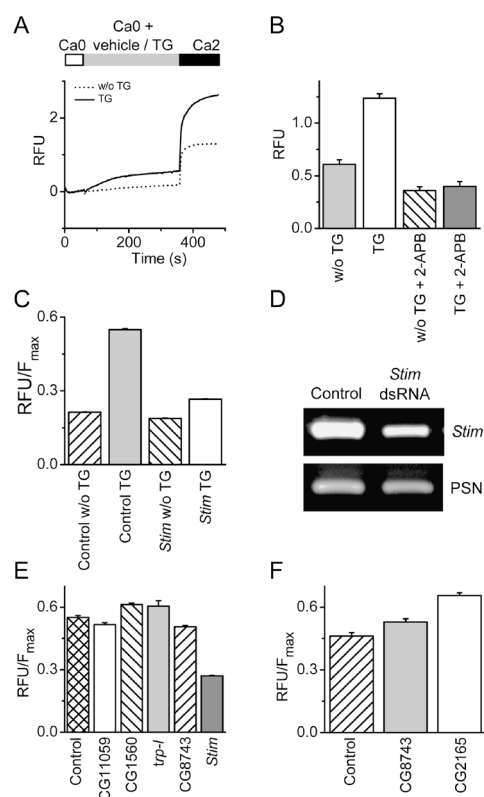 A
Ca0 +
Ca0 vehicle / TG Ca2
w/o TG
TG
RFU
2
1
0
0 200 400
Time (s)
B
RFU
1.5
1.0
0.5
0.0
w/o TG
TG
w/o TG + 2-APB
TG + 2-APB
C
RFU/Fmax
0.6
0.3
0.0
Control w/o TG
Control TG
Stim w/o TG
Stim TG
D
Stim
Control dsRNA
Stim
PSN
E
RFU/Fmax
0.6
0.3
0.0
Control
CG11059
CG1560
trp-l
CG8743
Stim
F
RFU/Fmax
0.6
0.3
0.0
Control
CG8743
CG2165